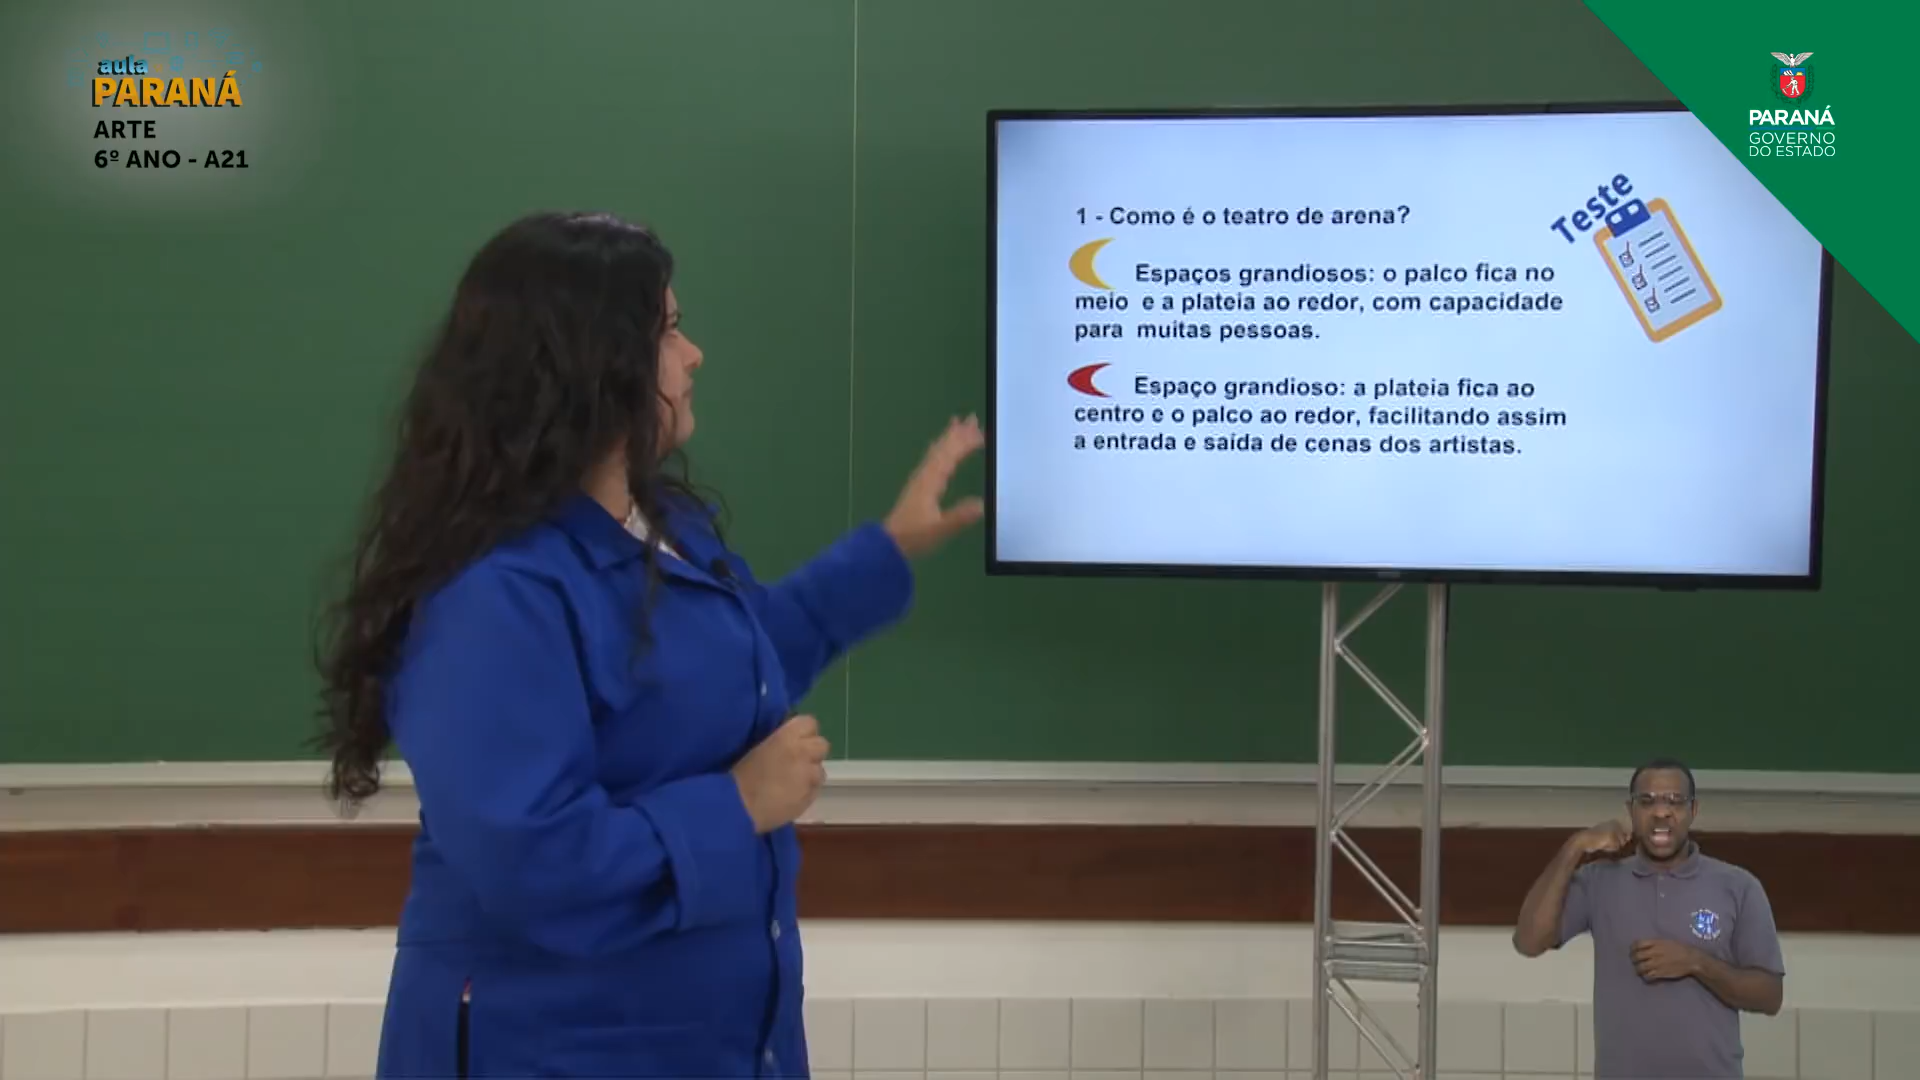 aula
PARANÁ
ARTE
6º ANO - A21
PARANÁ
GOVERNO
DO ESTADO
Teste
1 - Como é o teatro de arena?
Espaços grandiosos: o palco fica no
meio e a plateia ao redor, com capacidade
para muitas pessoas.
Espaço grandioso: a plateia fica ao
centro e o palco ao redor, facilitando assim
a entrada e saída de cenas dos artistas.